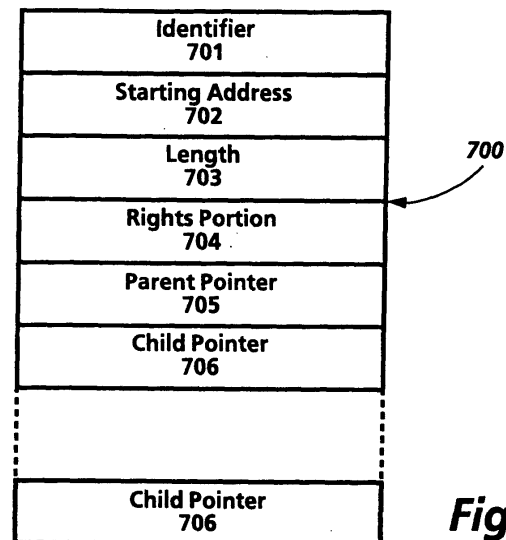 Identifier
701
Starting Address
702
Length
703
700
Rights Portion
704
Parent Pointer
705
Child Pointer
706
Child Pointer
706
Fig